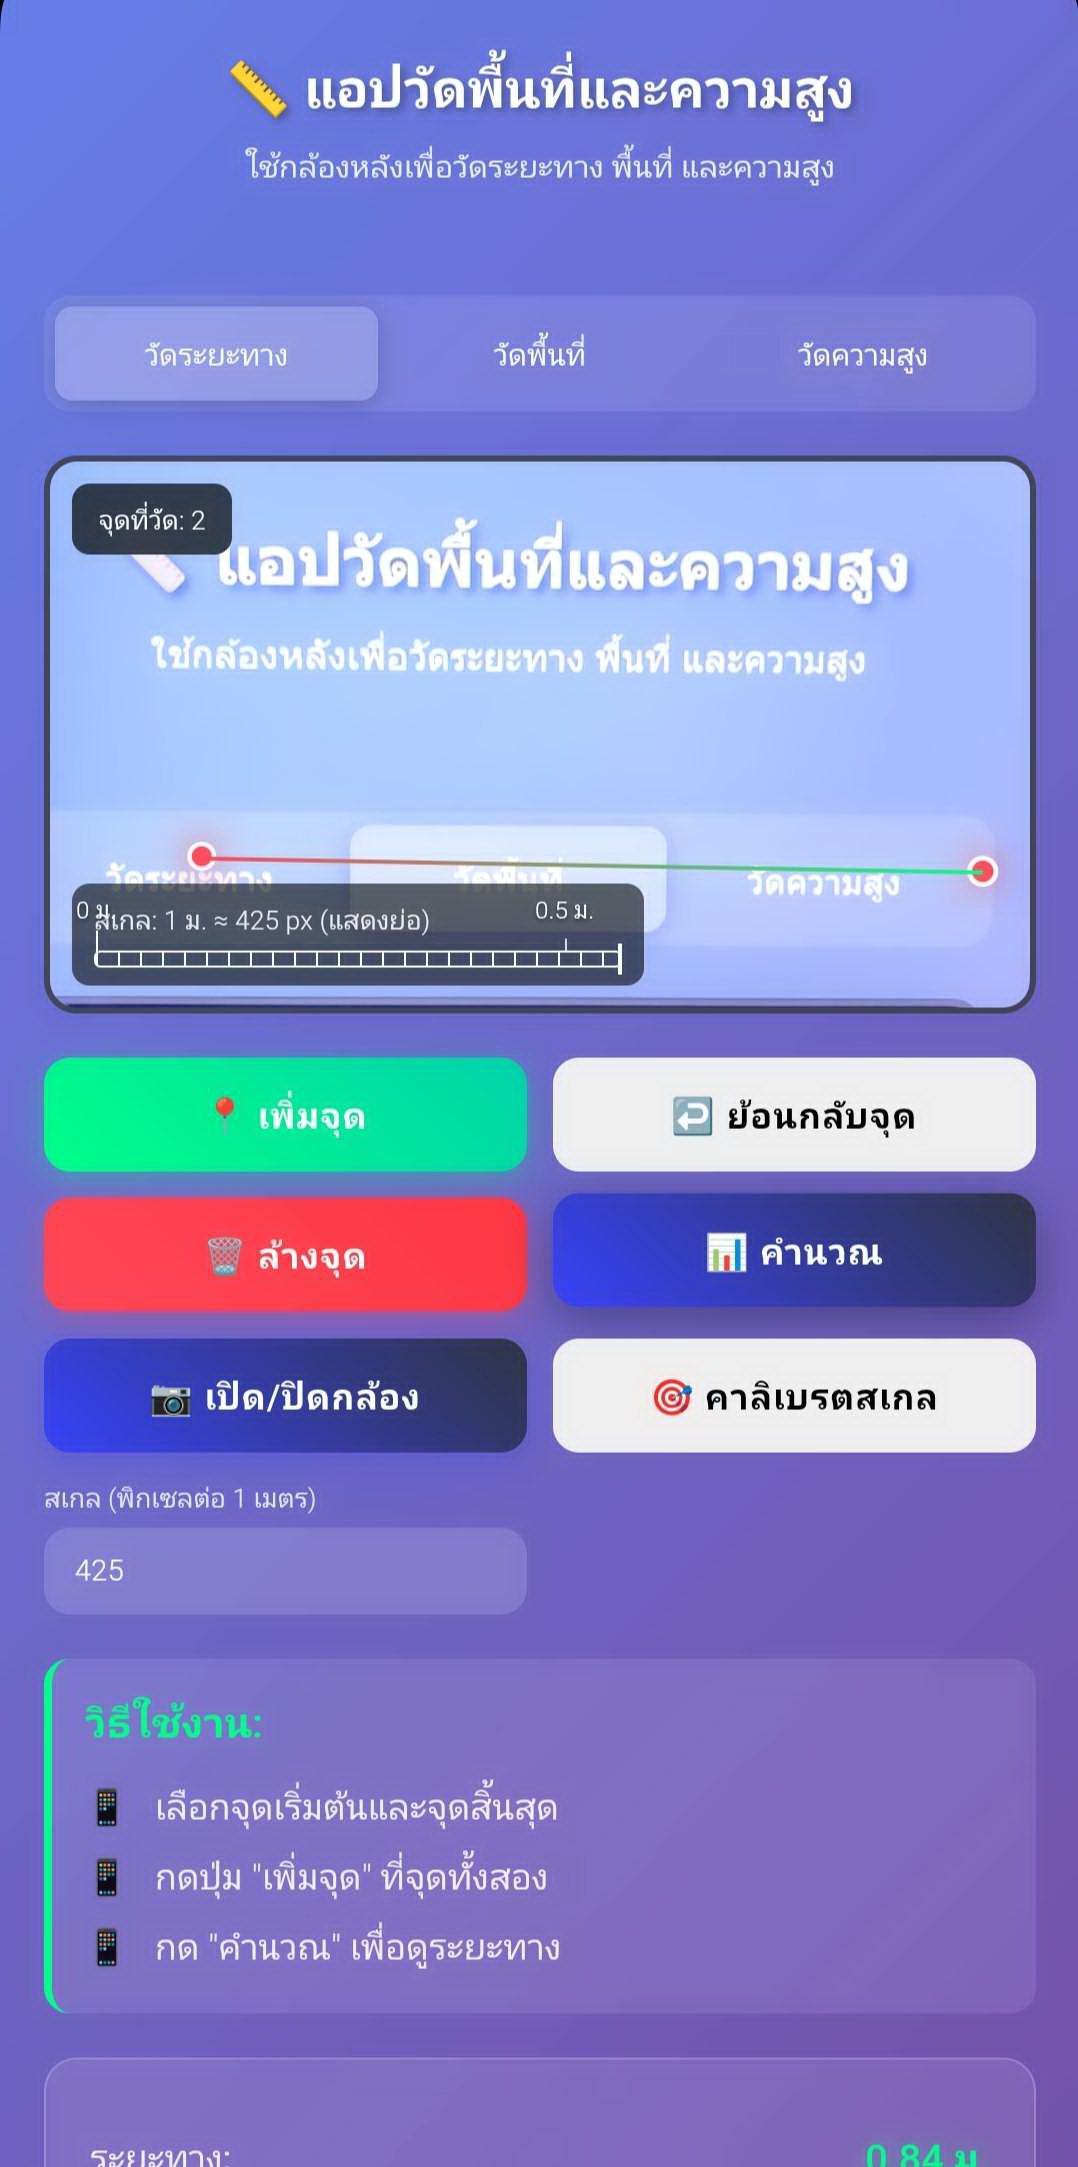 แอปวัดพื้นที่และความสูง
ใช้กล้องหลังเพื่อวัดระยะทาง พื้นที่ และความสูง
วัดระยะทาง
วัดพื้นที่
วัดความสูง
จุดที่วัด: 2
แอปวัดพื้นที่และความสูง
ใช้กล้องหลังเพื่อวัดระยะทาง พื้นที่ และความสูง
วัดระยะทาง
วัดพื้นที่
วัดความสูง
0 ม.
0.5 ม.
สเกล: 1 ม. ≈ 425 px (แสดงย่อ)
📍 เพิ่มจุด
↩️ ย้อนกลับจุด
🗑️ ล้างจุด
📊 คำนวณ
📷 เปิด/ปิดกล้อง
🎯 คาลิเบรตสเกล
สเกล (พิกเซลต่อ 1 เมตร)
425
วิธีใช้งาน:
เลือกจุดเริ่มต้นและจุดสิ้นสุด
กดปุ่ม "เพิ่มจุด" ที่จุดทั้งสอง
กด "คำนวณ" เพื่อดูระยะทาง
ระยะทาง:
0.84 ม